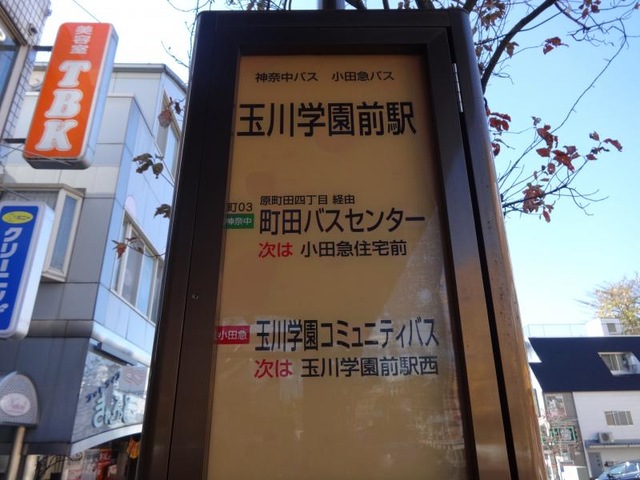 神奈中バス 小田急バス
玉川学園前駅
町03
原町田四丁目 経由
神奈中
町田バスセンター
次は 小田急住宅前
小田急
玉川学園コミュニティバス
次は 玉川学園前駅西
美容室
TBK
クリーニング